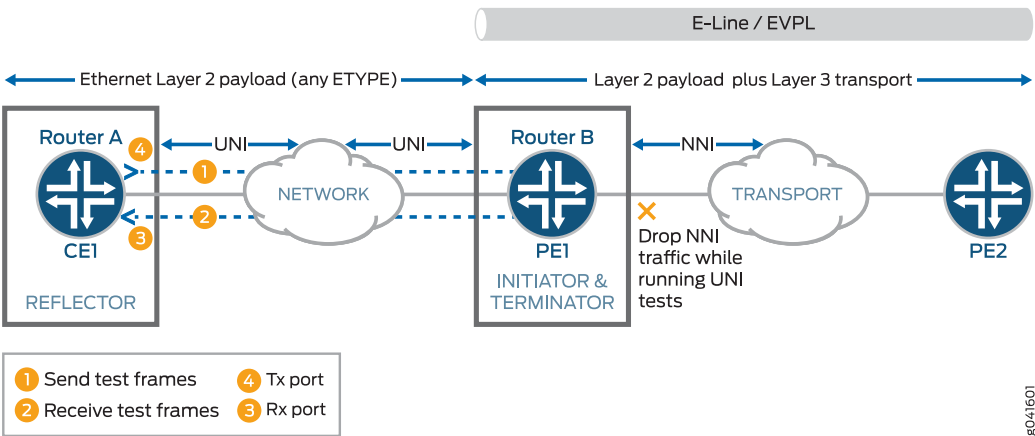 E-Line / EVPL
Ethernet Layer 2 payload (any ETYPE)
Layer 2 payload plus Layer 3 transport
Router A
4
UNI
UNI
Router B
NNI
1
NETWORK
TRANSPORT
2
3
CE1
PE1
Drop NNI
traffic while
running UNI
tests
PE2
REFLECTOR
INITIATOR &
TERMINATOR
1 Send test frames
4 Tx port
2 Receive test frames
3 Rx port
g041601